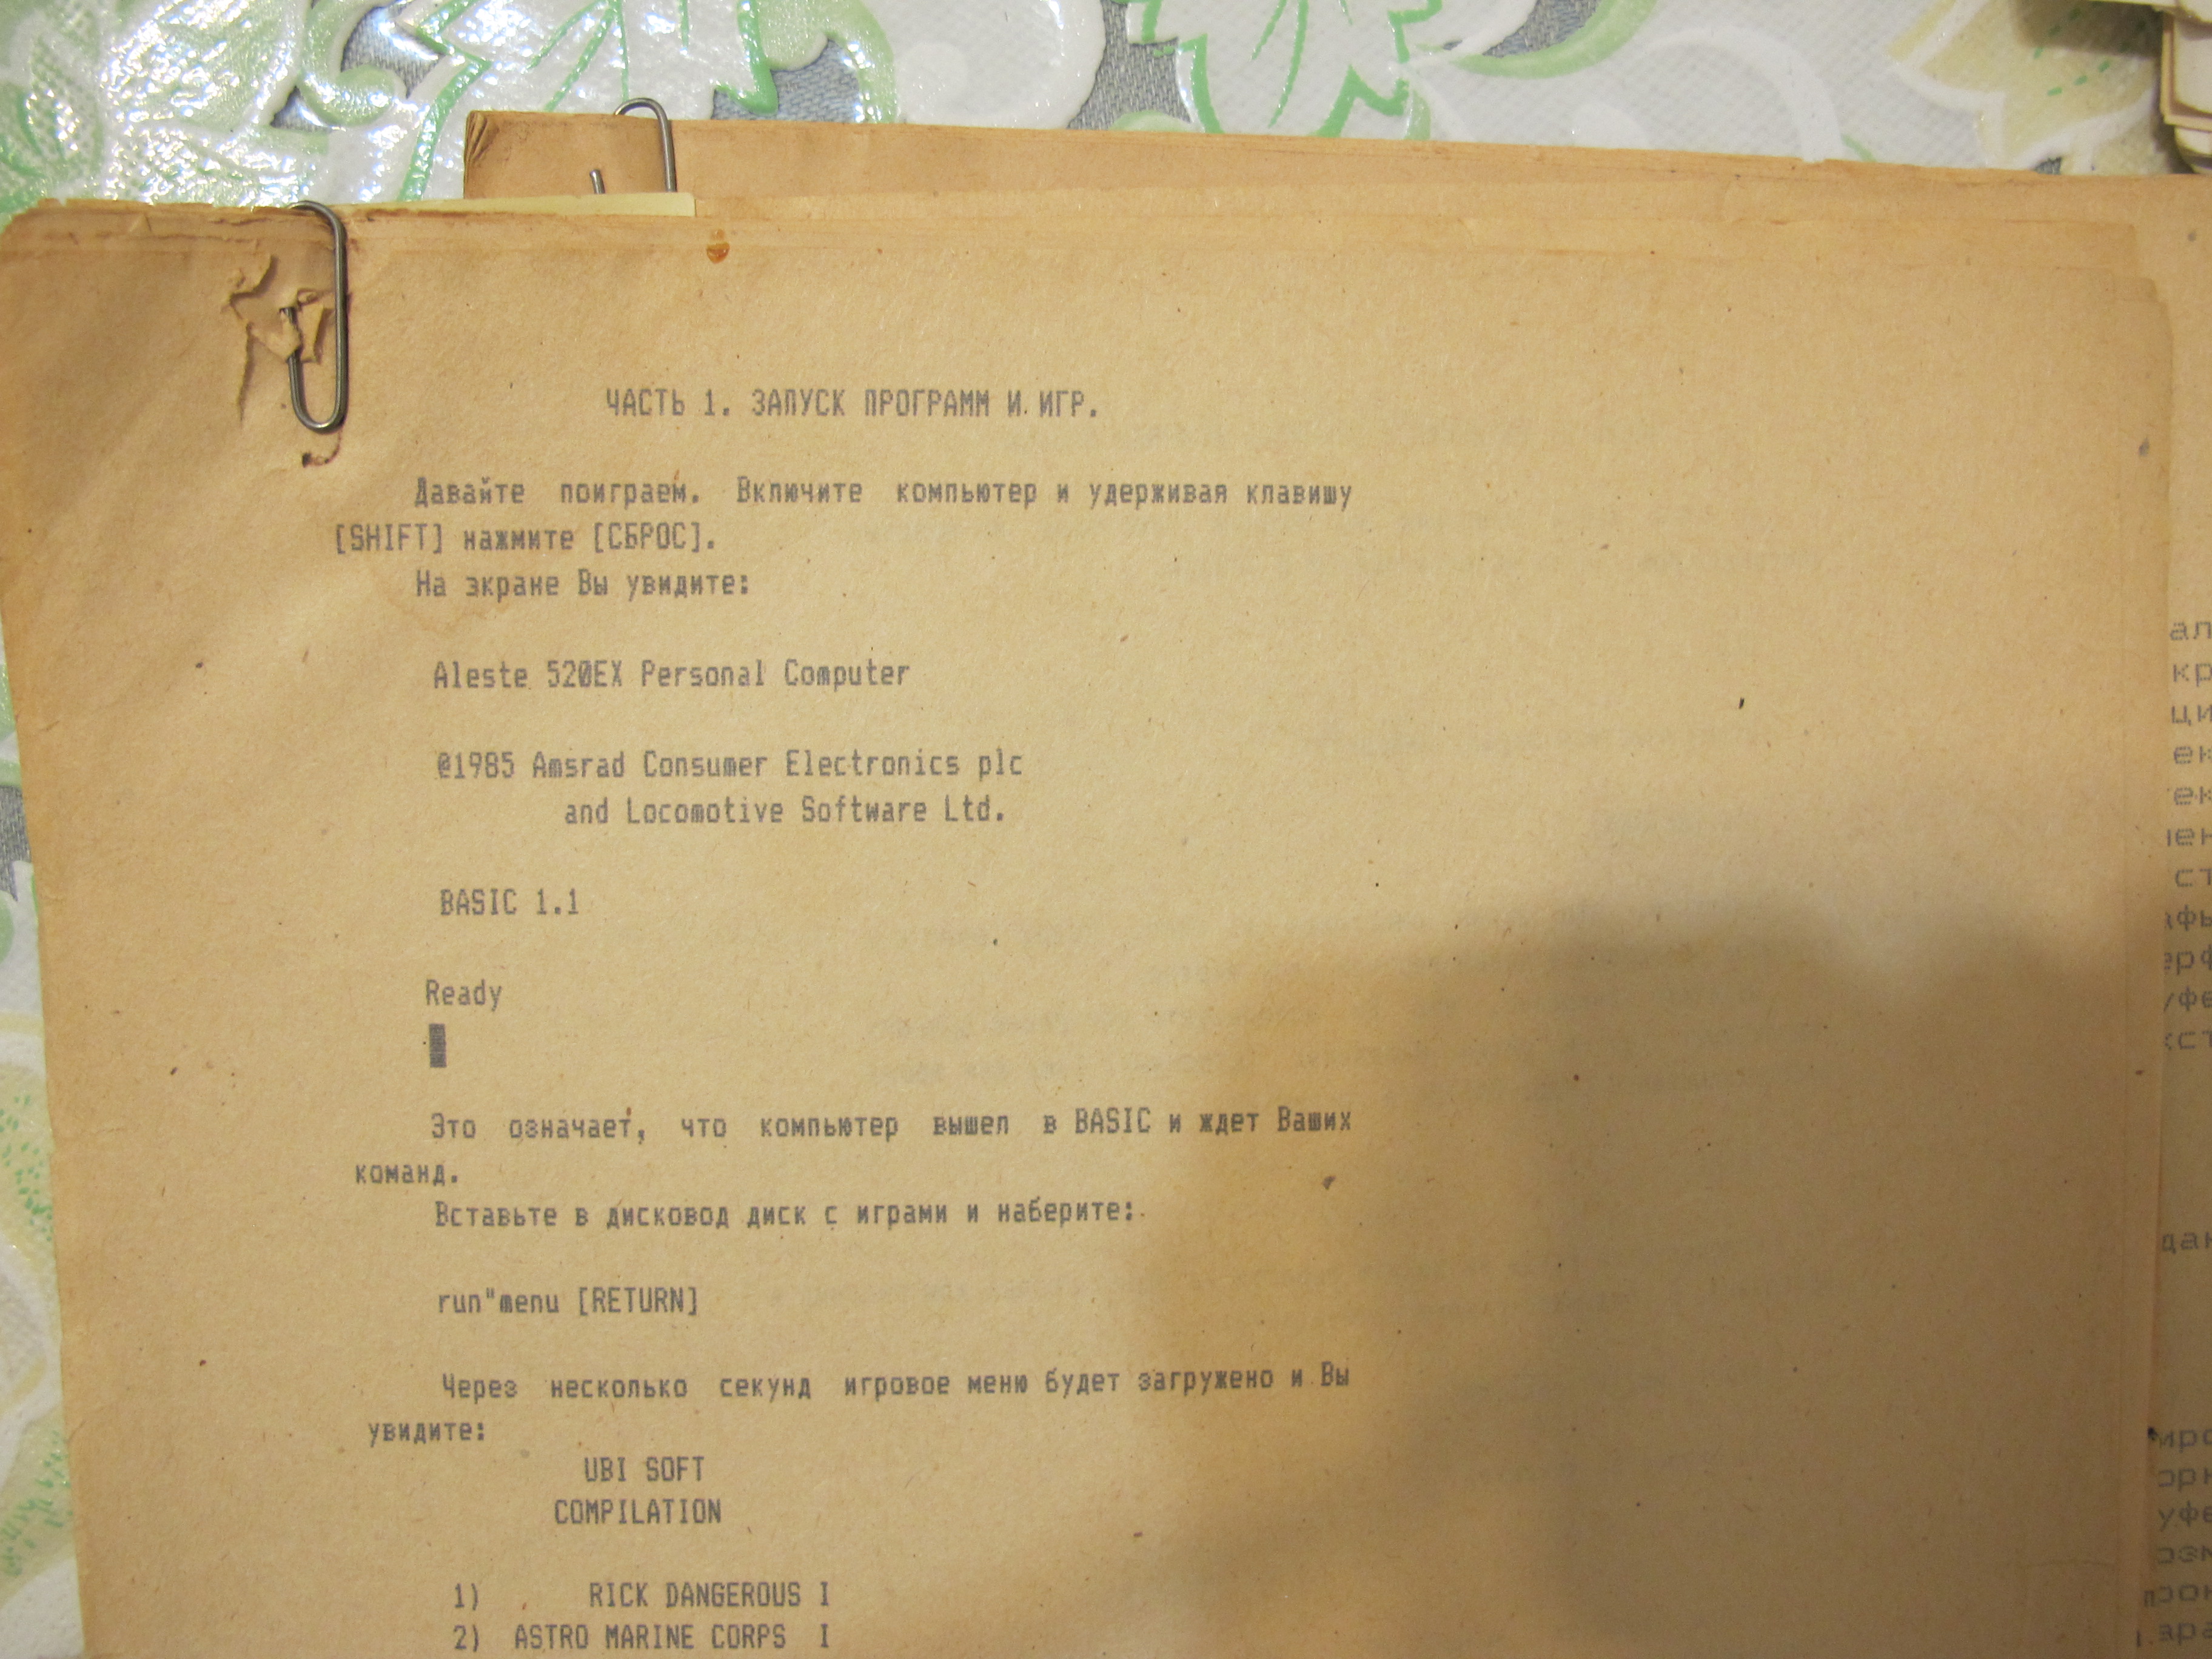 ЧАСТЬ 1. ЗАПУСК ПРОГРАММ И ИГР.
Давайте поиграем. Включите компьютер и удерживая клавишу
[SHIFT] нажмите [СБРОС].
На экране Вы увидите:
Aleste 520EX Personal Computer
@1985 Amsrad Consumer Electronics plc
and Locomotive Software Ltd.
BASIC 1.1
Ready
Это означает, что компьютер вышел в BASIC и ждет Ваших
команд.
Вставьте в дисковод диск с играми и наберите:
run"menu [RETURN]
Через несколько секунд игровое меню будет загружено и Вы
увидите:
UBI SOFT
COMPILATION
1) RICK DANGEROUS I
2) ASTRO MARINE CORPS I